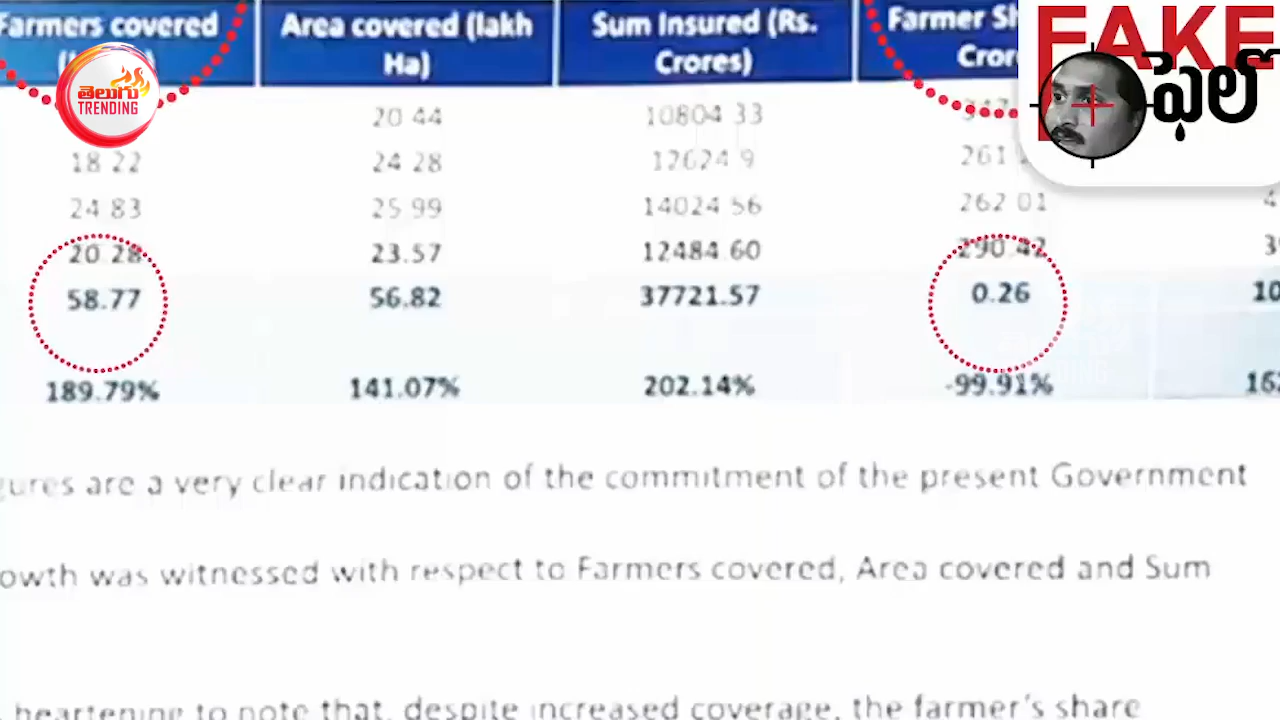 Farmers covered
Area covered (lakh Ha)
Sum Insured (Rs. Crores)
Farmer
FAKE
ఫైల్
తెలుగు
TRENDING
20 44 10804 33
18 22 24 28 12624 9 261
24 83 25 99 14024 56 262 01 4
20.28 23.57 12484.60 290.42
58.77 56.82 37721.57 0.26 10
189.79% 141.07% 202.14% -99.91% 16
gures are a very clear indication of the commitment of the present Government
owth was witnessed with respect to Farmers covered, Area covered and Sum
heartening to note that, despite increased coverage, the farmer's share